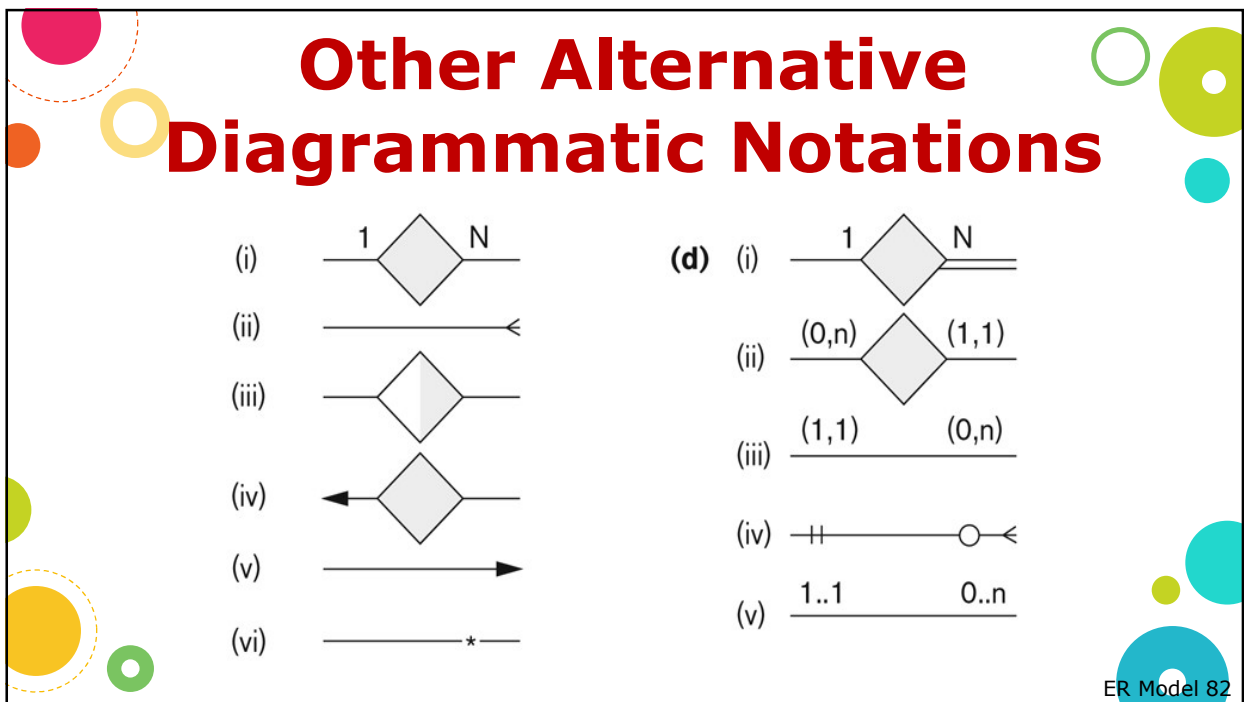 Other Alternative
Diagrammatic Notations
(i) 1 N
(ii)
(iii)
(iv)
(v)
(vi) *
(d) (i) 1 N
(ii) (0,n) (1,1)
(iii) (1,1) (0,n)
(iv)
(v) 1..1 0..n
ER Model 82